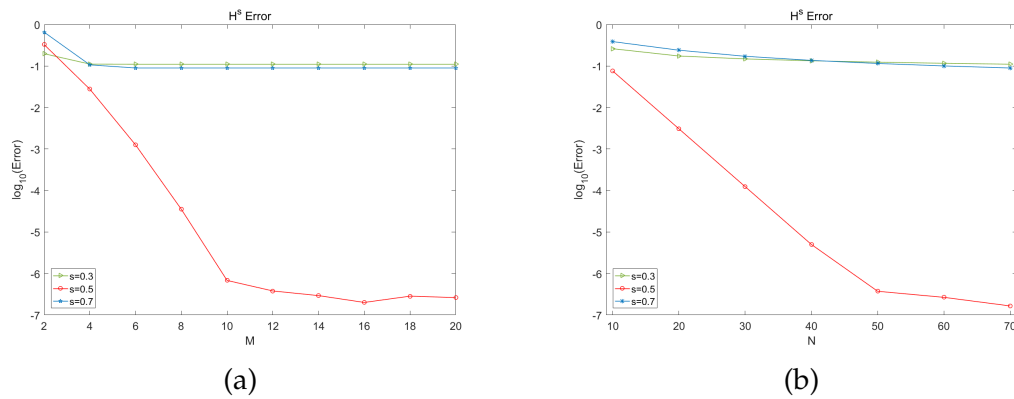 H^s Error
0
-1
-2
-3
-4
-5
-6
-7
log10(Error)
2 4 6 8 10 12 14 16 18 20
M
s=0.3
s=0.5
s=0.7
(a)
H^s Error
0
-1
-2
-3
-4
-5
-6
-7
log10(Error)
10 20 30 40 50 60 70
N
s=0.3
s=0.5
s=0.7
(b)